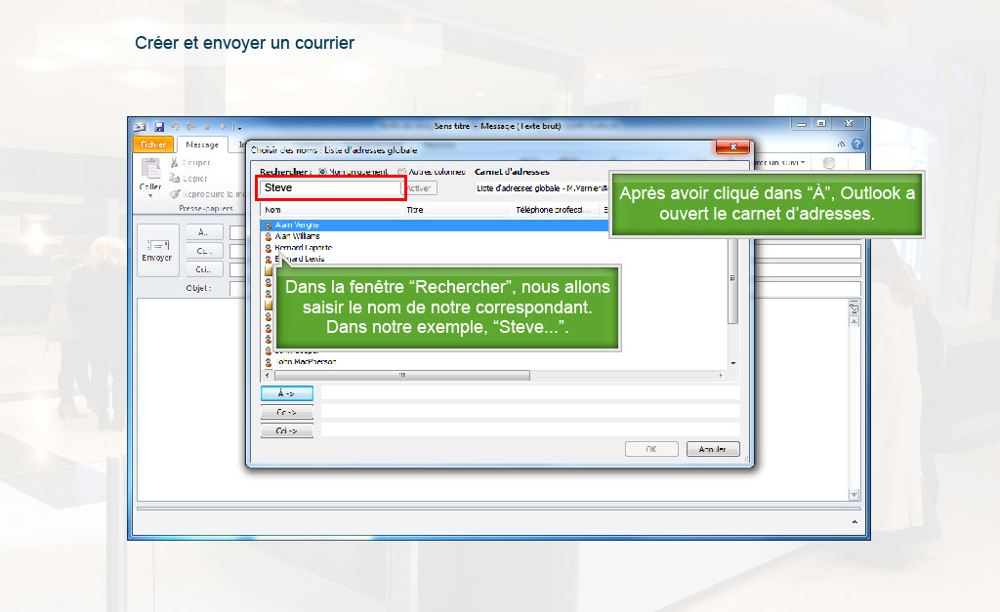 Créer et envoyer un courrier
Sans titre - Message (Texte brut)
Fichier
Message
Coller
Couper
Copier
Reproduire la mi
Presse-papiers
Envoyer
À...
Cc...
Cci...
Objet :
Choisir des noms : Liste d'adresses globale
Rechercher : Nom uniquement Autres colonnes Carnet d'adresses
Steve
Activer
Liste d'adresses globale - M.Vernier@
Nom Titre Téléphone professi...
Alain Vergne
Alan Williams
Bernard Laporte
Bernard Lexis
John MacPherson
À ->
Cc ->
Cci ->
OK
Annuler
Après avoir cliqué dans “À”, Outlook a
ouvert le carnet d’adresses.
Dans la fenêtre “Rechercher”, nous allons
saisir le nom de notre correspondant.
Dans notre exemple, “Steve...”.